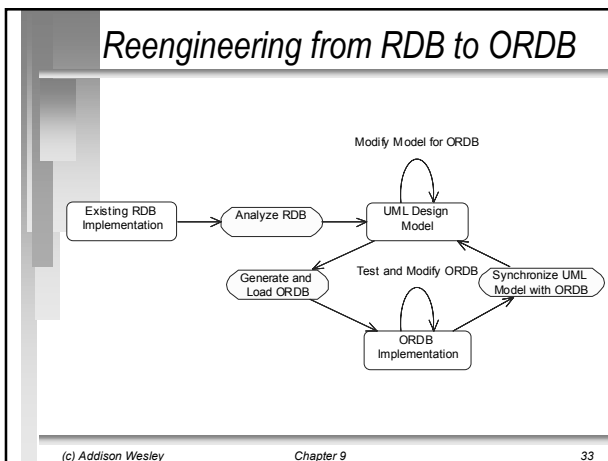 Reengineering from RDB to ORDB
Modify Model for ORDB
Existing RDB
Implementation
Analyze RDB
UML Design
Model
Generate and
Load ORDB
Test and Modify ORDB
Synchronize UML
Model with ORDB
ORDB
Implementation
(c) Addison Wesley
Chapter 9
33